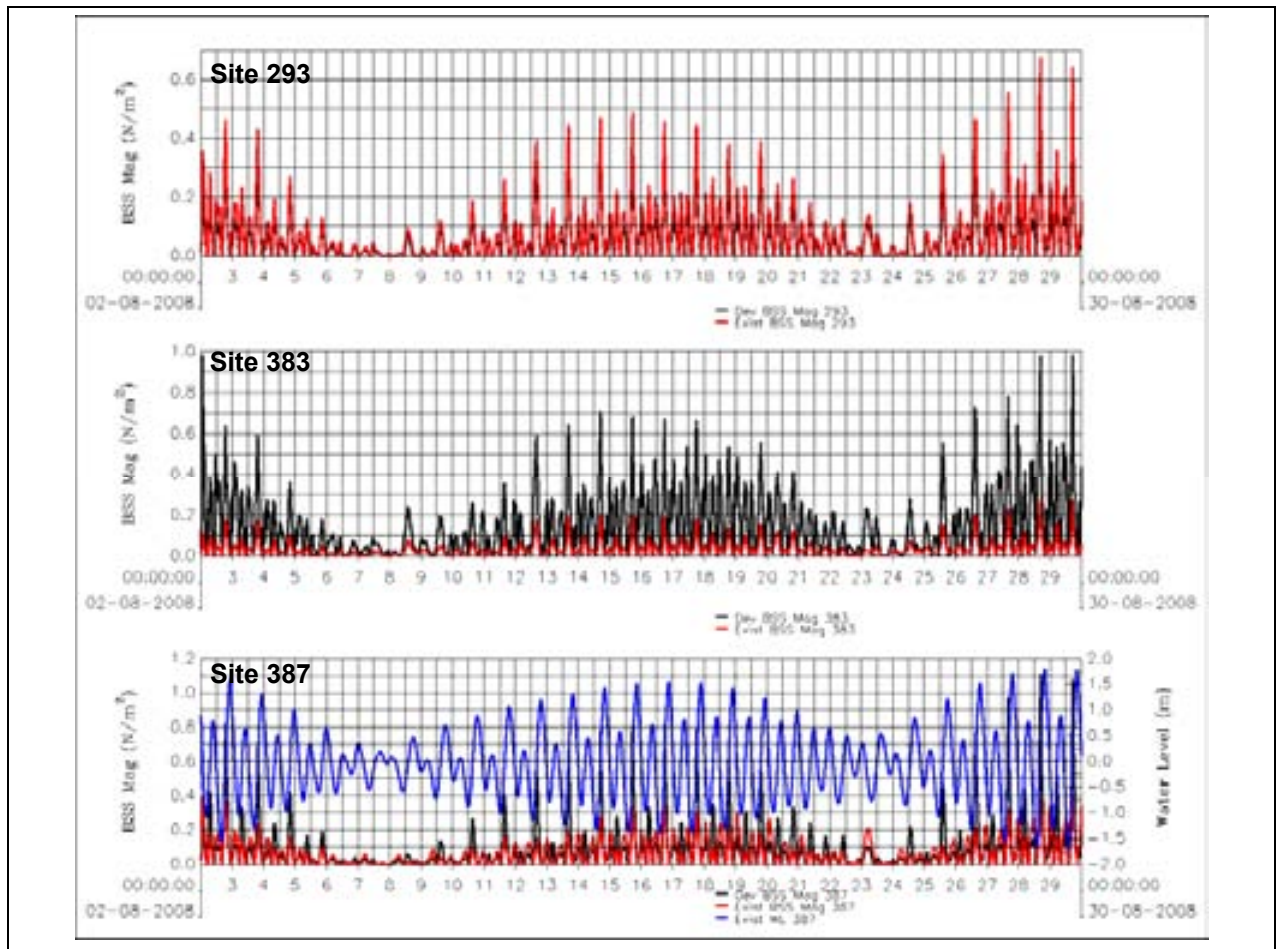 Site 293
BSS Mag (N/m²)
0.6
0.4
0.2
0.0
3 4 5 6 7 8 9 10 11 12 13 14 15 16 17 18 19 20 21 22 23 24 25 26 27 28 29
00:00:00 00:00:00
02-08-2008 30-08-2008
Dev BSS Mag 293
Exist BSS Mag 293
Site 383
BSS Mag (N/m²)
1.0
0.8
0.6
0.4
0.2
0.0
3 4 5 6 7 8 9 10 11 12 13 14 15 16 17 18 19 20 21 22 23 24 25 26 27 28 29
00:00:00 00:00:00
02-08-2008 30-08-2008
Dev BSS Mag 383
Exist BSS Mag 383
Site 387
BSS Mag (N/m²)
1.2
1.0
0.8
0.6
0.4
0.2
0.0
2.0
1.5
1.0
0.5
0.0
-0.5
-1.0
-1.5
-2.0
Water Level (m)
3 4 5 6 7 8 9 10 11 12 13 14 15 16 17 18 19 20 21 22 23 24 25 26 27 28 29
00:00:00 00:00:00
02-08-2008 30-08-2008
Dev BSS Mag 387
Exist BSS Mag 387
Exist WL 387